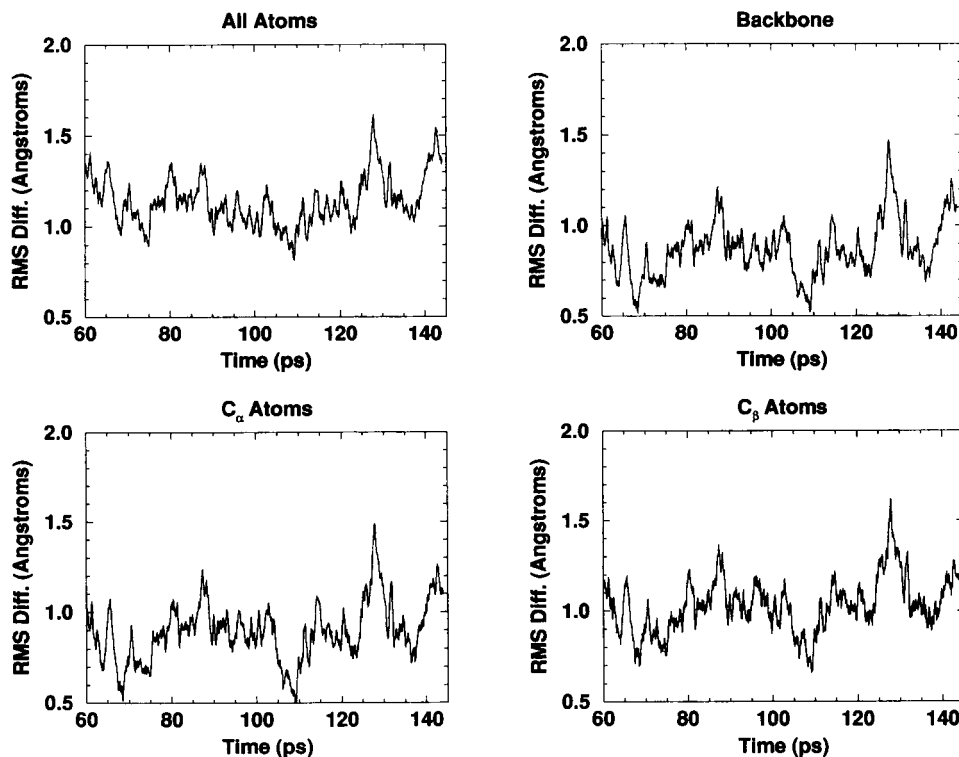 All Atoms
RMS Diff. (Angstroms)
2.0
1.5
1.0
0.5
60 80 100 120 140
Time (ps)
Backbone
RMS Diff. (Angstroms)
2.0
1.5
1.0
0.5
60 80 100 120 140
Time (ps)
Cα Atoms
RMS Diff. (Angstroms)
2.0
1.5
1.0
0.5
60 80 100 120 140
Time (ps)
Cβ Atoms
RMS Diff. (Angstroms)
2.0
1.5
1.0
0.5
60 80 100 120 140
Time (ps)